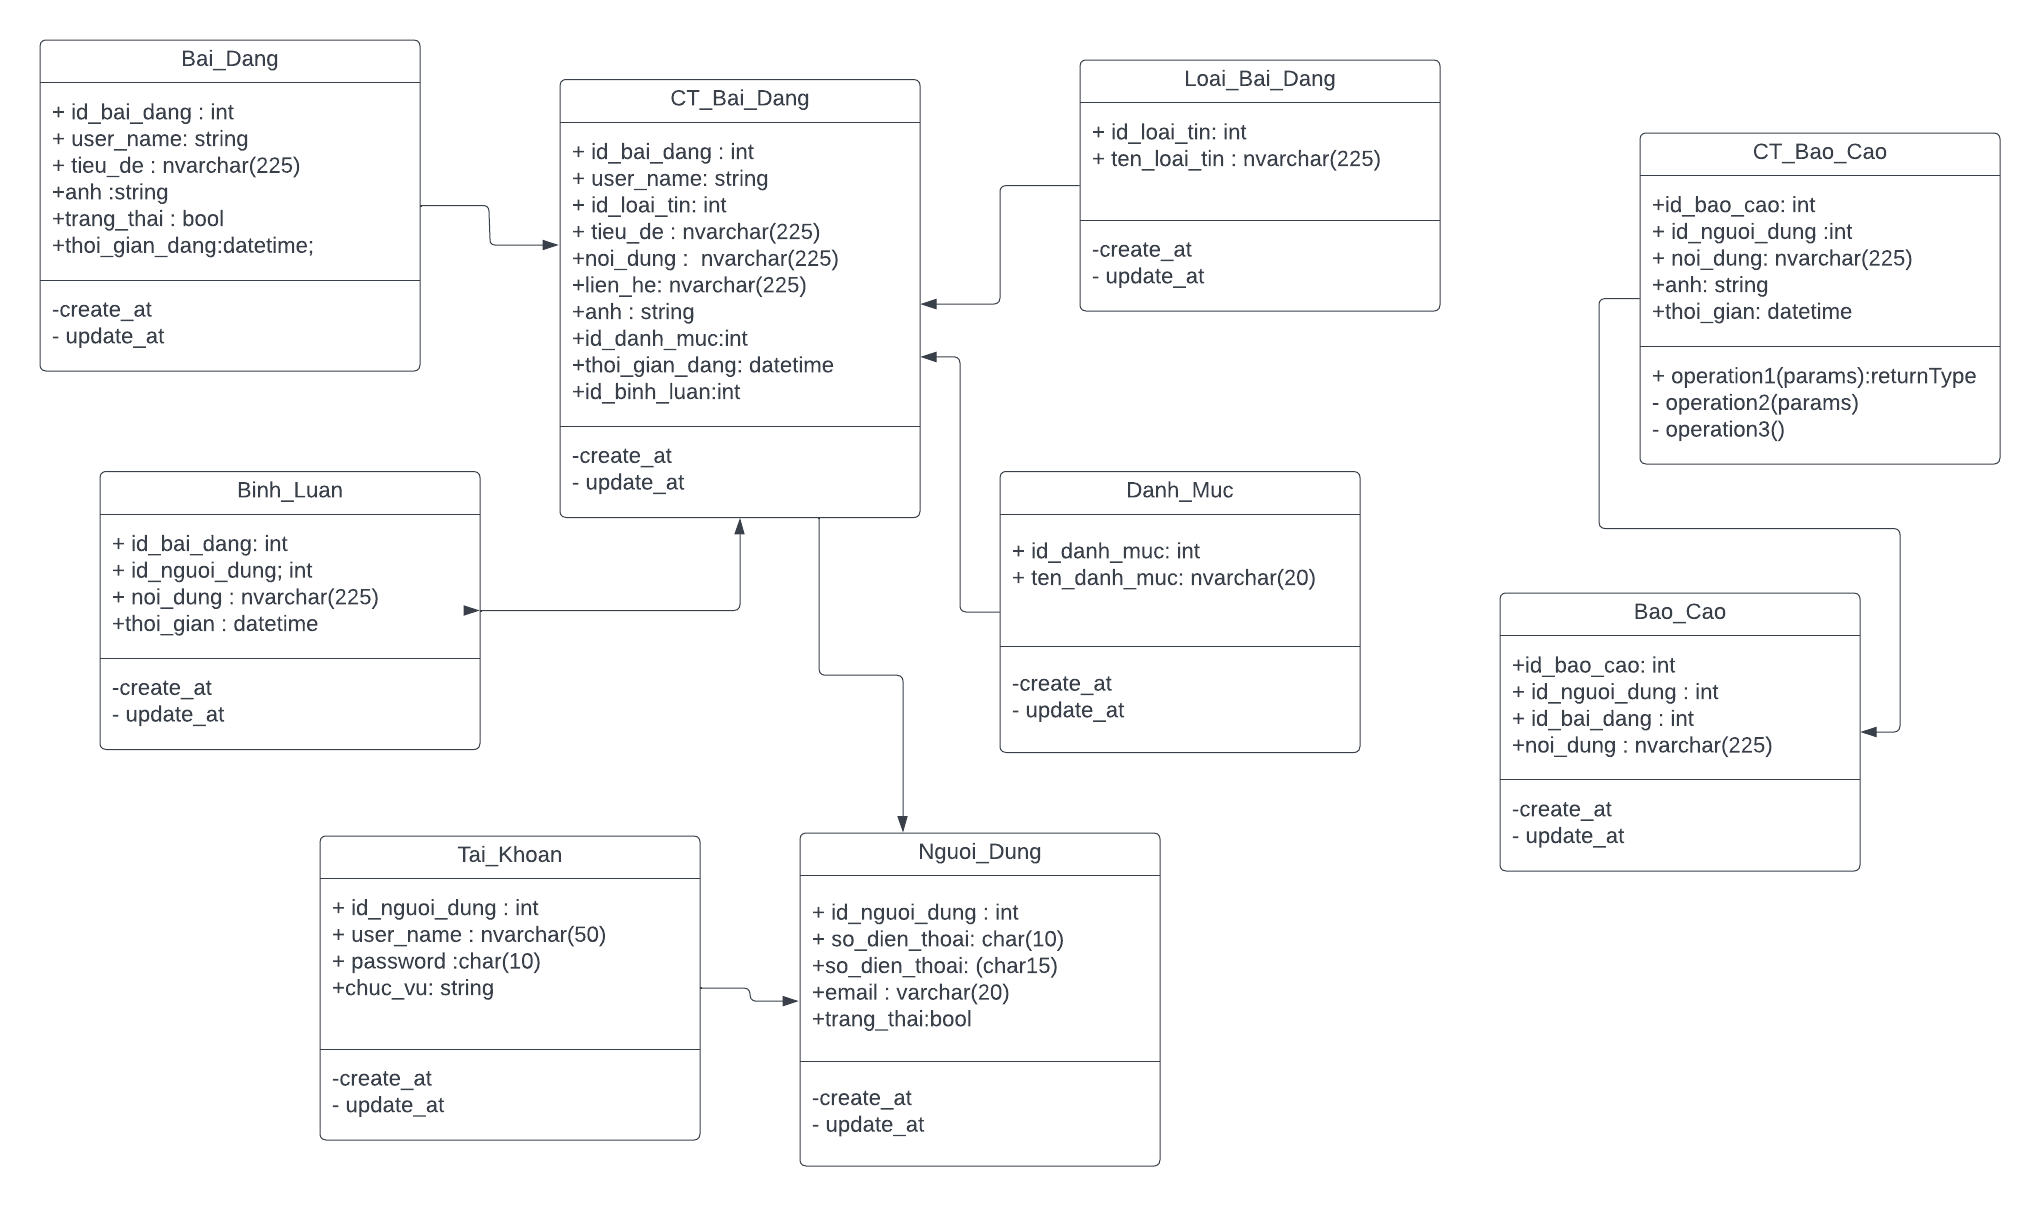 Bai_Dang
+ id_bai_dang : int
+ user_name: string
+ tieu_de : nvarchar(225)
+anh :string
+trang_thai : bool
+thoi_gian_dang:datetime;
-create_at
- update_at
CT_Bai_Dang
+ id_bai_dang : int
+ user_name: string
+ id_loai_tin: int
+ tieu_de : nvarchar(225)
+noi_dung :  nvarchar(225)
+lien_he: nvarchar(225)
+anh : string
+id_danh_muc:int
+thoi_gian_dang: datetime
+id_binh_luan:int
-create_at
- update_at
Loai_Bai_Dang
+ id_loai_tin: int
+ ten_loai_tin : nvarchar(225)
-create_at
- update_at
CT_Bao_Cao
+id_bao_cao: int
+ id_nguoi_dung :int
+ noi_dung: nvarchar(225)
+anh: string
+thoi_gian: datetime
+ operation1(params):returnType
- operation2(params)
- operation3()
Binh_Luan
+ id_bai_dang: int
+ id_nguoi_dung; int
+ noi_dung : nvarchar(225)
+thoi_gian : datetime
-create_at
- update_at
Danh_Muc
+ id_danh_muc: int
+ ten_danh_muc: nvarchar(20)
-create_at
- update_at
Bao_Cao
+id_bao_cao: int
+ id_nguoi_dung : int
+ id_bai_dang : int
+noi_dung : nvarchar(225)
-create_at
- update_at
Tai_Khoan
+ id_nguoi_dung : int
+ user_name : nvarchar(50)
+ password :char(10)
+chuc_vu: string
-create_at
- update_at
Nguoi_Dung
+ id_nguoi_dung : int
+ so_dien_thoai: char(10)
+so_dien_thoai: (char15)
+email : varchar(20)
+trang_thai:bool
-create_at
- update_at